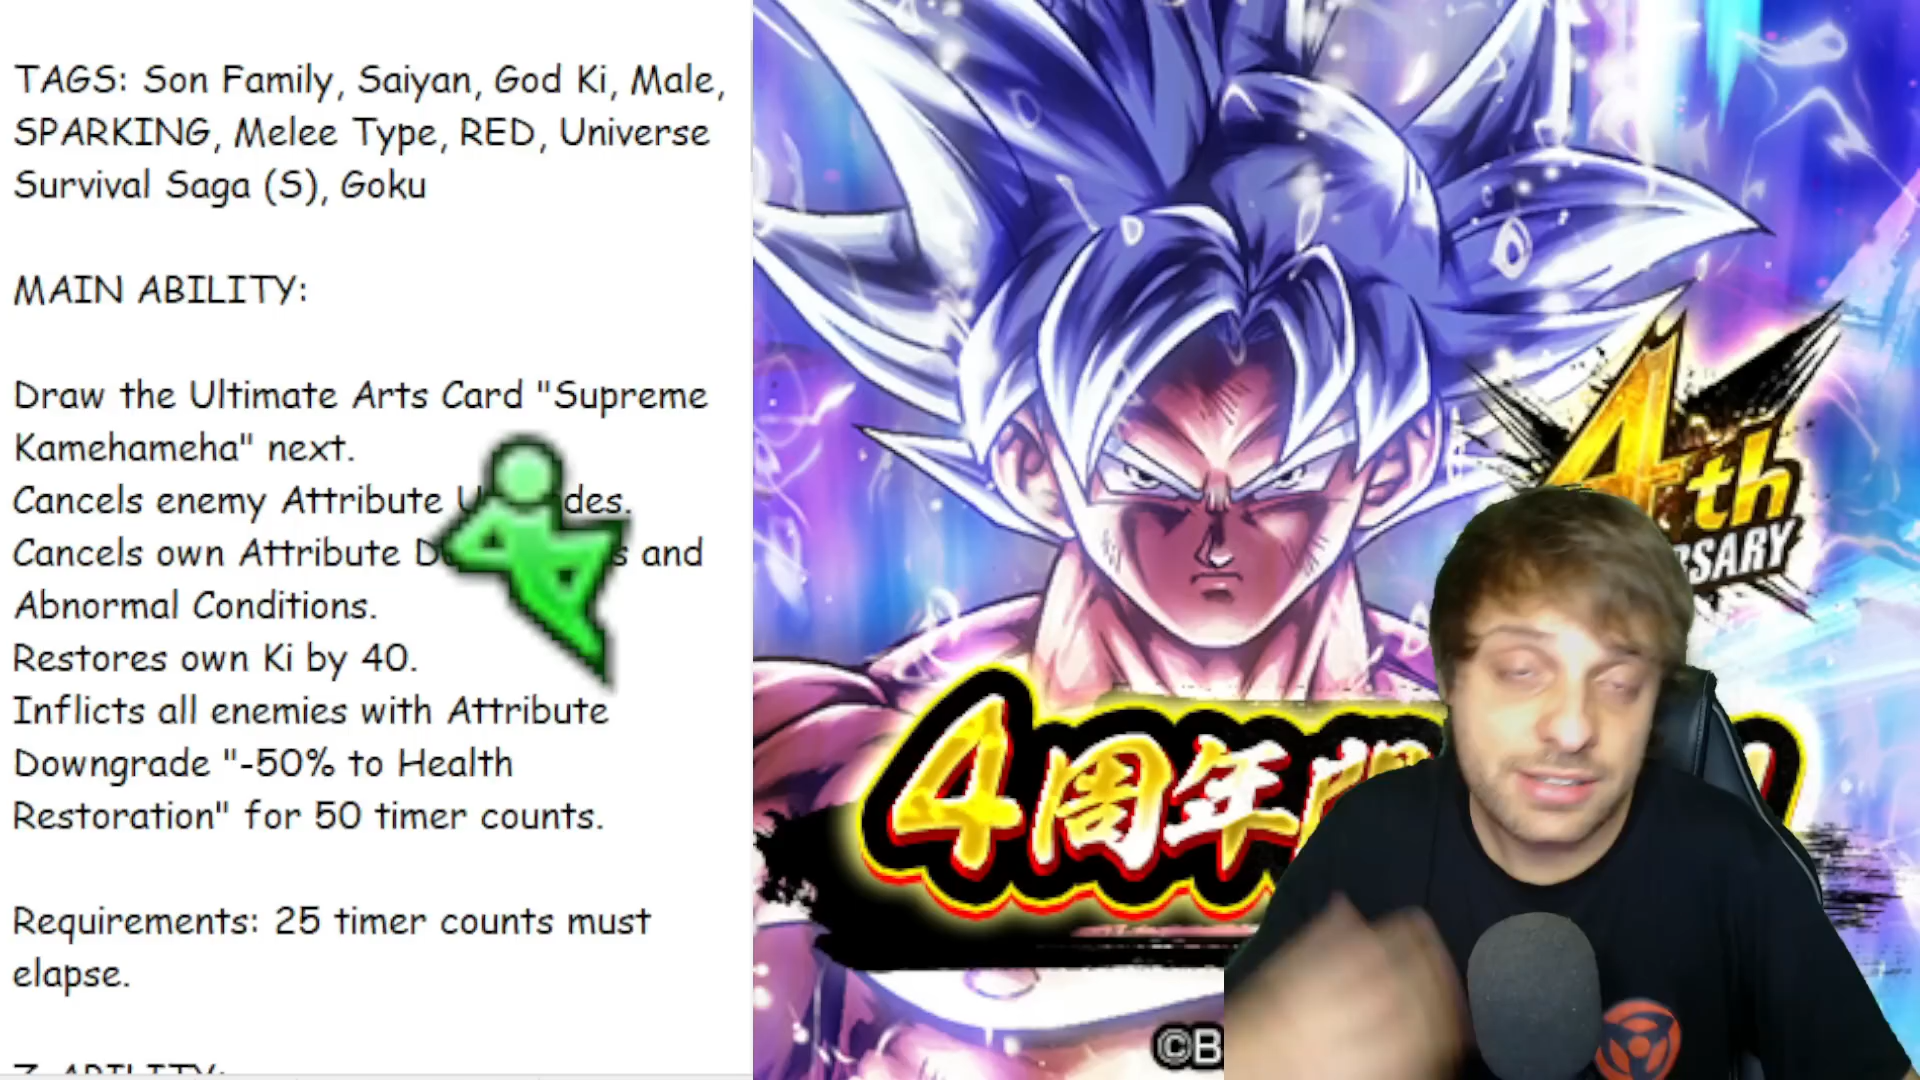 TAGS: Son Family, Saiyan, God Ki, Male,
SPARKING, Melee Type, RED, Universe
Survival Saga (S), Goku
MAIN ABILITY:
Draw the Ultimate Arts Card "Supreme
Kamehameha" next.
Cancels enemy Attribute
Cancels own Attribute and
Abnormal Conditions.
Restores own Ki by 40.
Inflicts all enemies with Attribute
Downgrade "-50% to Health
Restoration" for 50 timer counts.
Requirements: 25 timer counts must
elapse.
4th
4周年
©B